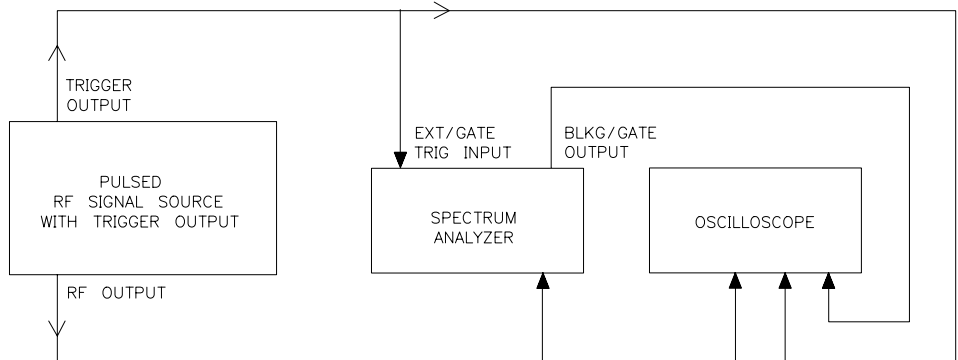 TRIGGER
OUTPUT
EXT/GATE
TRIG INPUT
BLKG/GATE
OUTPUT
PULSED
RF SIGNAL SOURCE
WITH TRIGGER OUTPUT
SPECTRUM
ANALYZER
OSCILLOSCOPE
RF OUTPUT